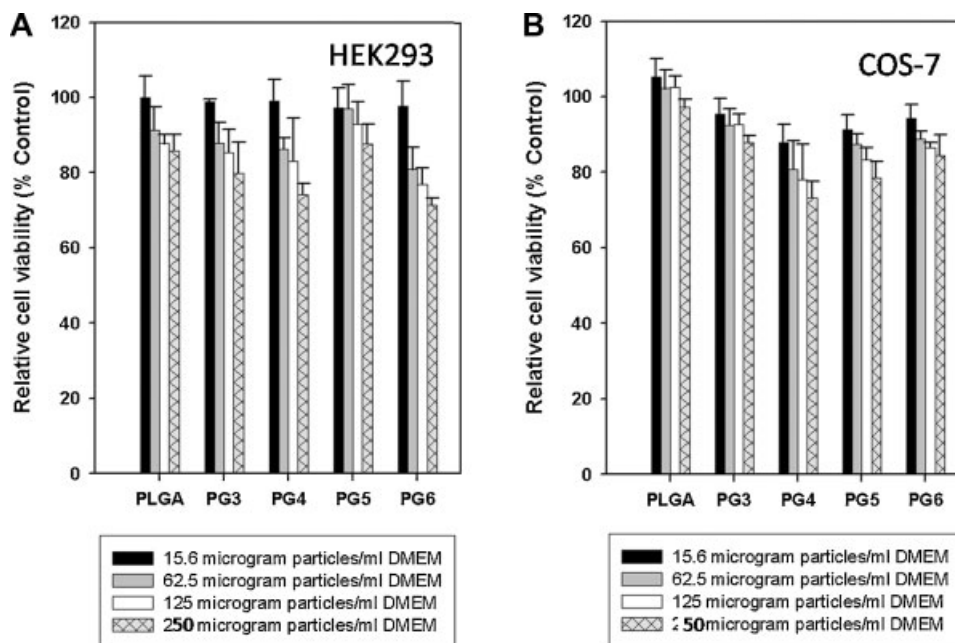 A
HEK293
Relative cell viability (% Control)
120
100
80
60
40
20
0
PLGA PG3 PG4 PG5 PG6
15.6 microgram particles/ml DMEM
62.5 microgram particles/ml DMEM
125 microgram particles/ml DMEM
250 microgram particles/ml DMEM
B
COS-7
Relative cell viability (% Control)
120
100
80
60
40
20
0
PLGA PG3 PG4 PG5 PG6
15.6 microgram particles/ml DMEM
62.5 microgram particles/ml DMEM
125 microgram particles/ml DMEM
250 microgram particles/ml DMEM